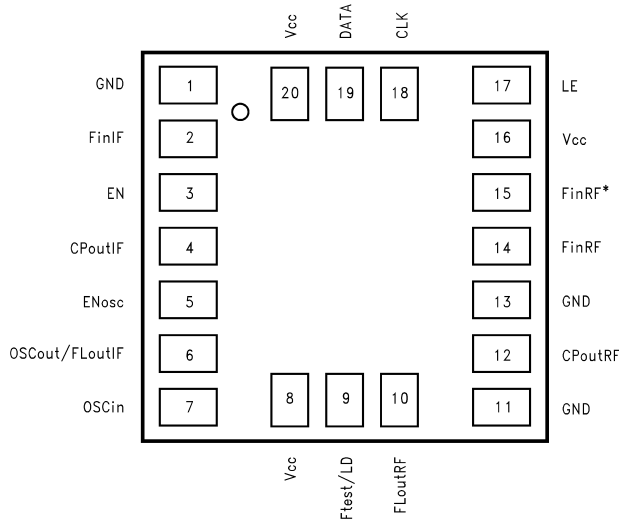 Vcc DATA CLK
GND 1 20 19 18 17 LE
FinIF 2 16 Vcc
EN 3 15 FinRF*
CPoutIF 4 14 FinRF
ENosc 5 13 GND
OSCout/FLoutIF 6 12 CPoutRF
OSCin 7 8 9 10 11 GND
Vcc Ftest/LD FLoutRF